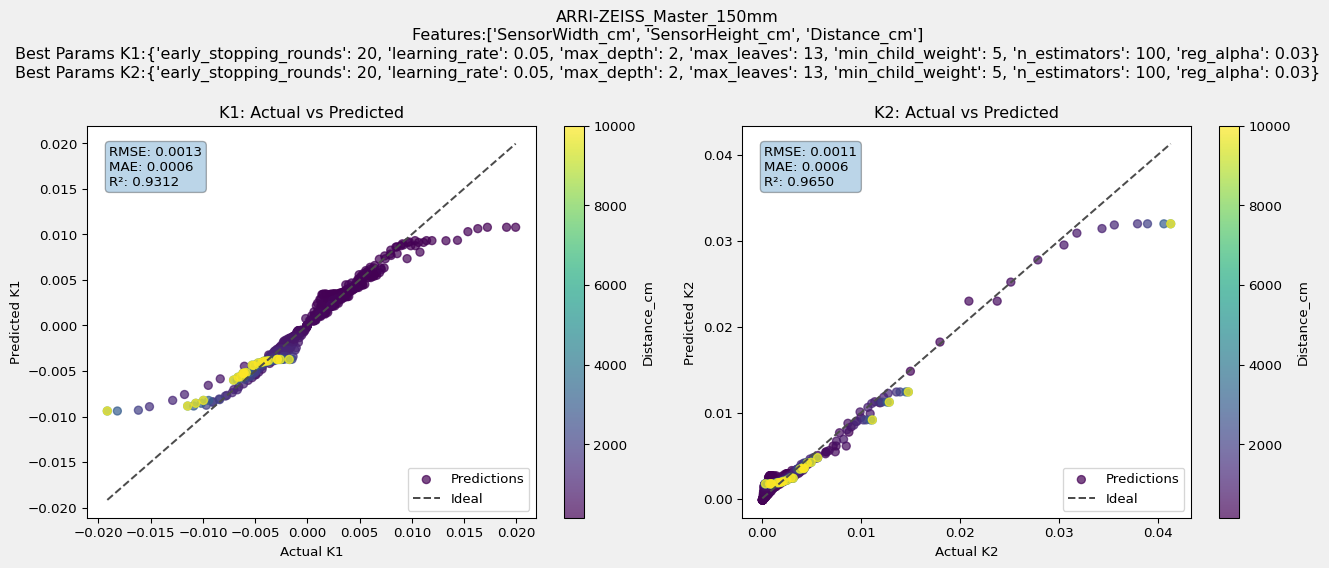 ARRI-ZEISS_Master_150mm
Features:['SensorWidth_cm', 'SensorHeight_cm', 'Distance_cm']
Best Params K1:{'early_stopping_rounds': 20, 'learning_rate': 0.05, 'max_depth': 2, 'max_leaves': 13, 'min_child_weight': 5, 'n_estimators': 100, 'reg_alpha': 0.03}
Best Params K2:{'early_stopping_rounds': 20, 'learning_rate': 0.05, 'max_depth': 2, 'max_leaves': 13, 'min_child_weight': 5, 'n_estimators': 100, 'reg_alpha': 0.03}
K1: Actual vs Predicted
RMSE: 0.0013
MAE: 0.0006
R²: 0.9312
Predicted K1
0.020
0.015
0.010
0.005
0.000
−0.005
−0.010
−0.015
−0.020
−0.020 −0.015 −0.010 −0.005 0.000 0.005 0.010 0.015 0.020
Actual K1
Predictions
Ideal
10000
8000
6000
4000
2000
Distance_cm
K2: Actual vs Predicted
RMSE: 0.0011
MAE: 0.0006
R²: 0.9650
Predicted K2
0.04
0.03
0.02
0.01
0.00
0.00 0.01 0.02 0.03 0.04
Actual K2
Predictions
Ideal
10000
8000
6000
4000
2000
Distance_cm